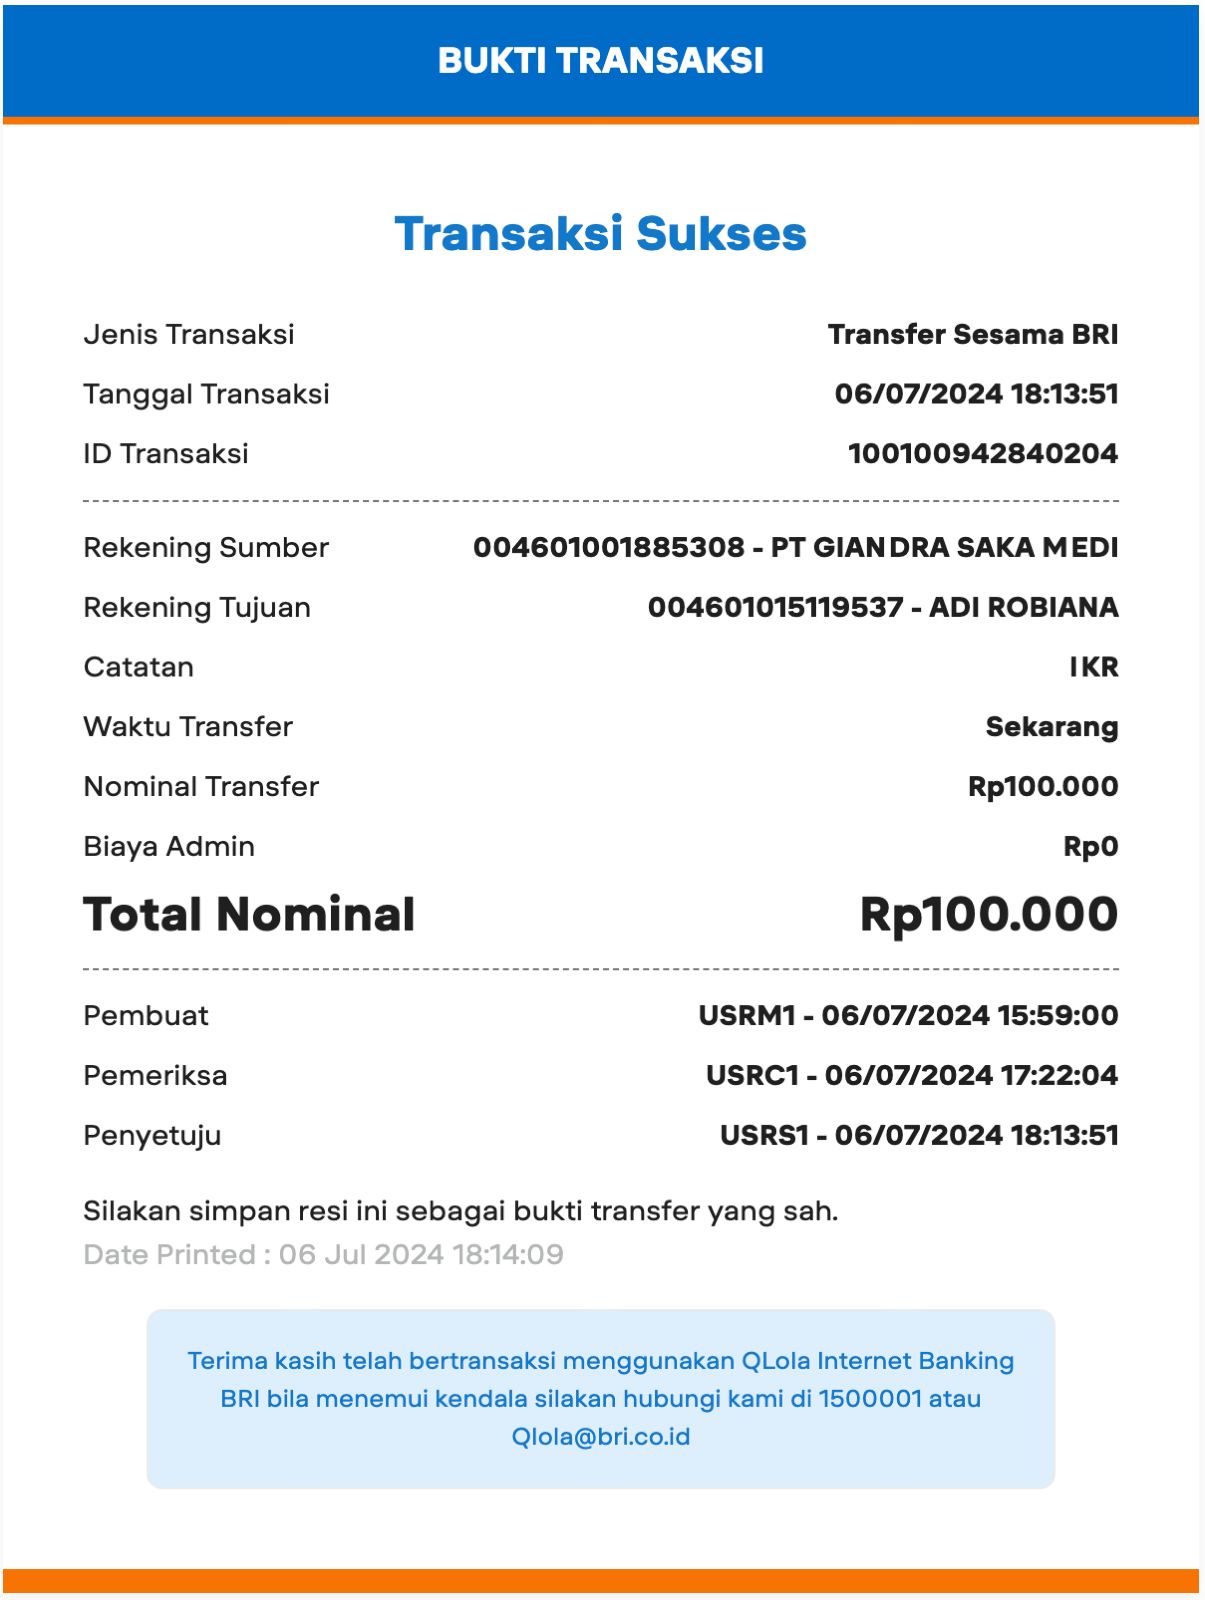 BUKTI TRANSAKSI
Transaksi Sukses
Jenis Transaksi Transfer Sesama BRI
Tanggal Transaksi 06/07/2024 18:13:51
ID Transaksi 100100942840204
Rekening Sumber 004601001885308 - PT GIANDRA SAKA MEDI
Rekening Tujuan 004601015119537 - ADI ROBIANA
Catatan IKR
Waktu Transfer Sekarang
Nominal Transfer Rp100.000
Biaya Admin Rp0
Total Nominal Rp100.000
Pembuat USRM1 - 06/07/2024 15:59:00
Pemeriksa USRC1 - 06/07/2024 17:22:04
Penyetuju USRS1 - 06/07/2024 18:13:51
Silakan simpan resi ini sebagai bukti transfer yang sah.
Date Printed : 06 Jul 2024 18:14:09
Terima kasih telah bertransaksi menggunakan QLola Internet Banking
BRI bila menemui kendala silakan hubungi kami di 1500001 atau
Qlola@bri.co.id